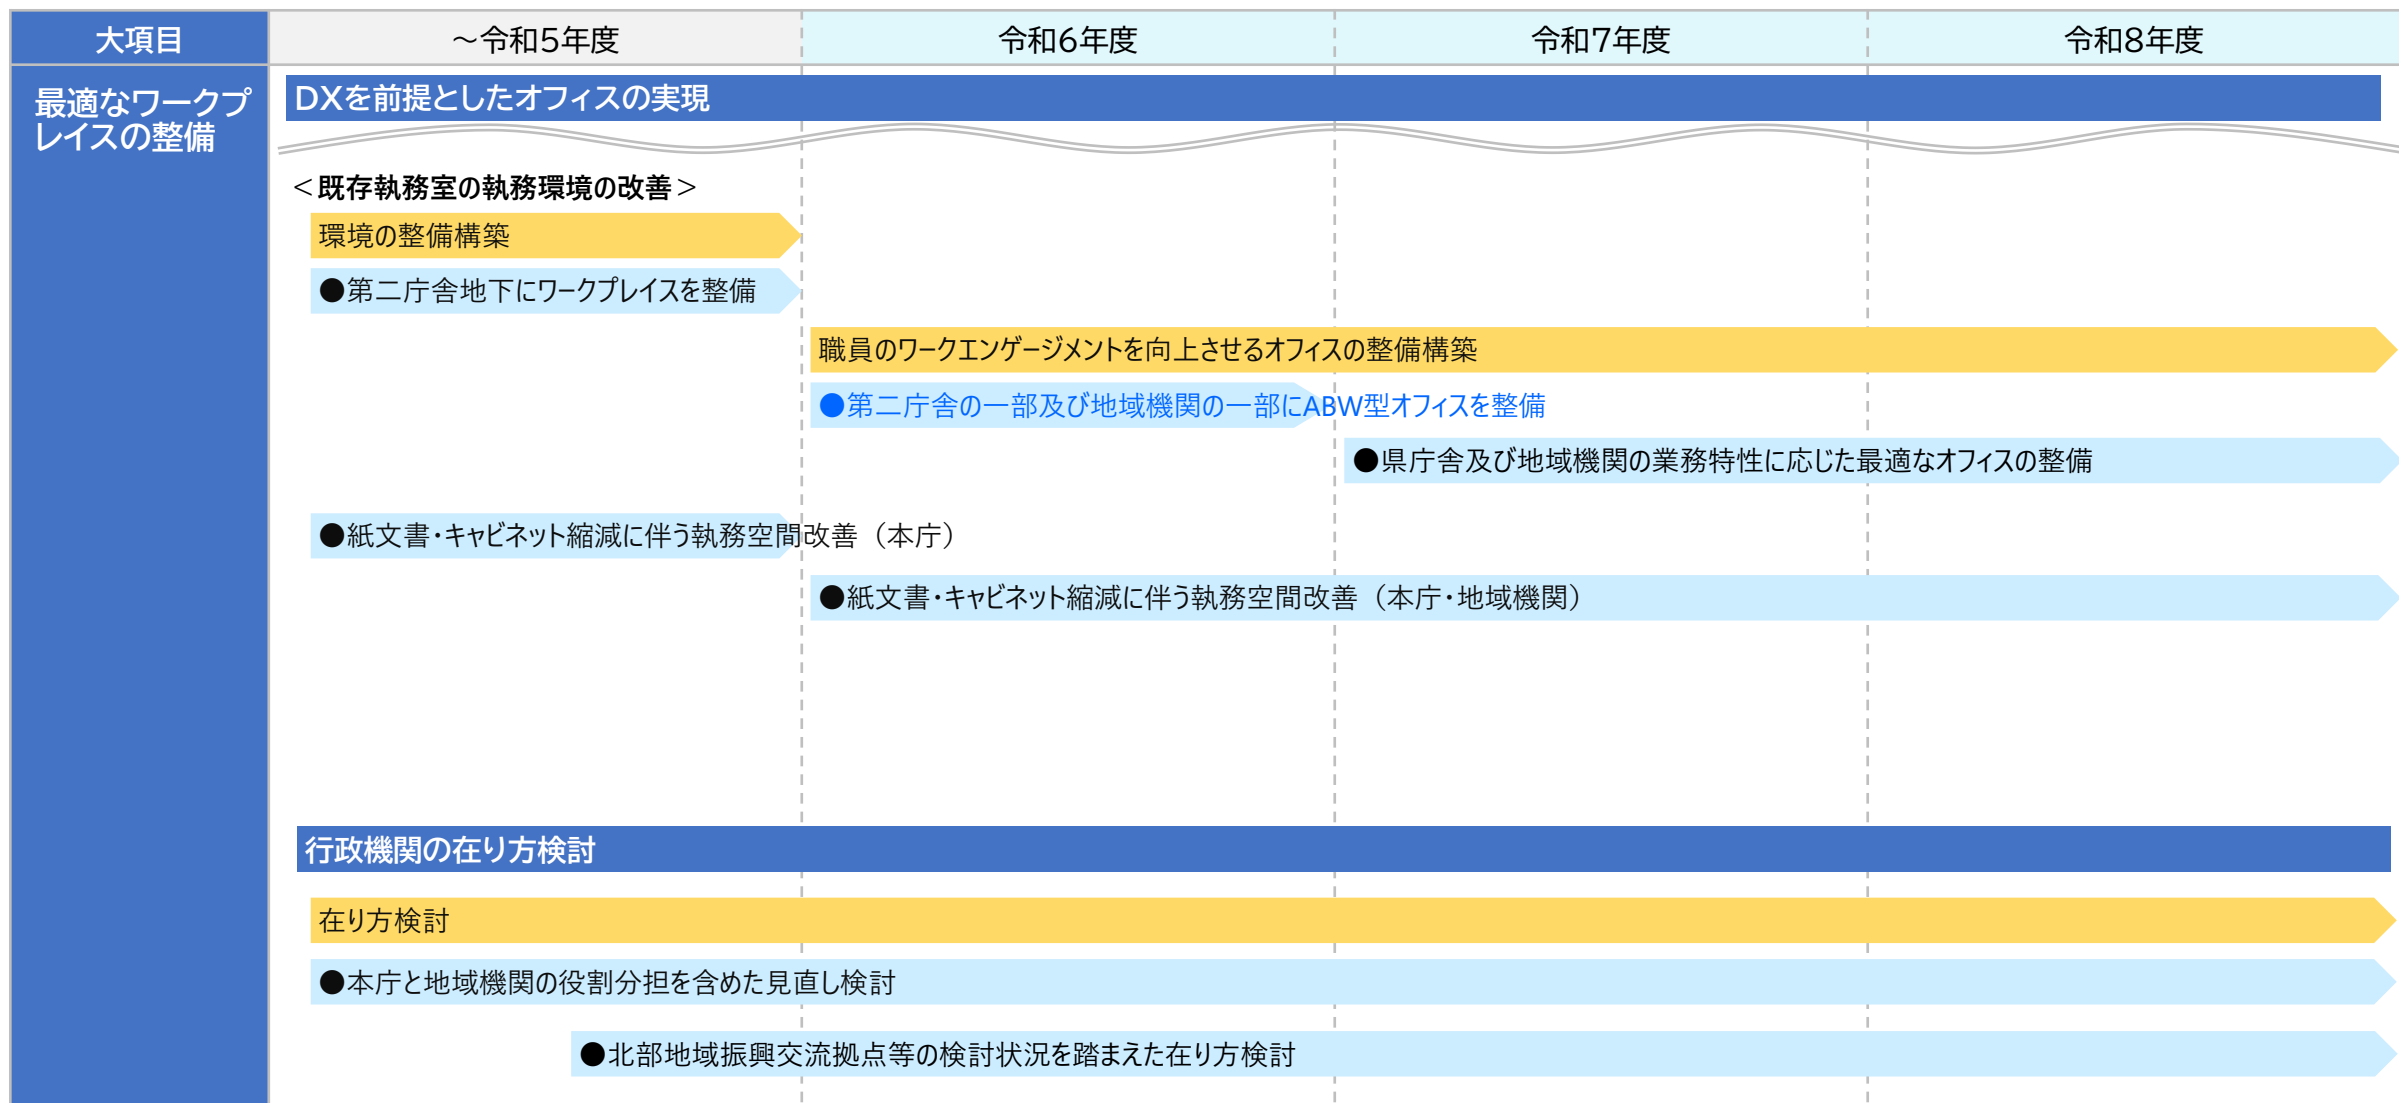 大項目
～令和5年度
令和6年度
令和7年度
令和8年度
最適なワークプ
レイスの整備
DXを前提としたオフィスの実現
＜既存執務室の執務環境の改善＞
環境の整備構築
●第二庁舎地下にワークプレイスを整備
職員のワークエンゲージメントを向上させるオフィスの整備構築
●第二庁舎の一部及び地域機関の一部にABW型オフィスを整備
●県庁舎及び地域機関の業務特性に応じた最適なオフィスの整備
●紙文書・キャビネット縮減に伴う執務空間改善（本庁）
●紙文書・キャビネット縮減に伴う執務空間改善（本庁・地域機関）
行政機関の在り方検討
在り方検討
●本庁と地域機関の役割分担を含めた見直し検討
●北部地域振興交流拠点等の検討状況を踏まえた在り方検討